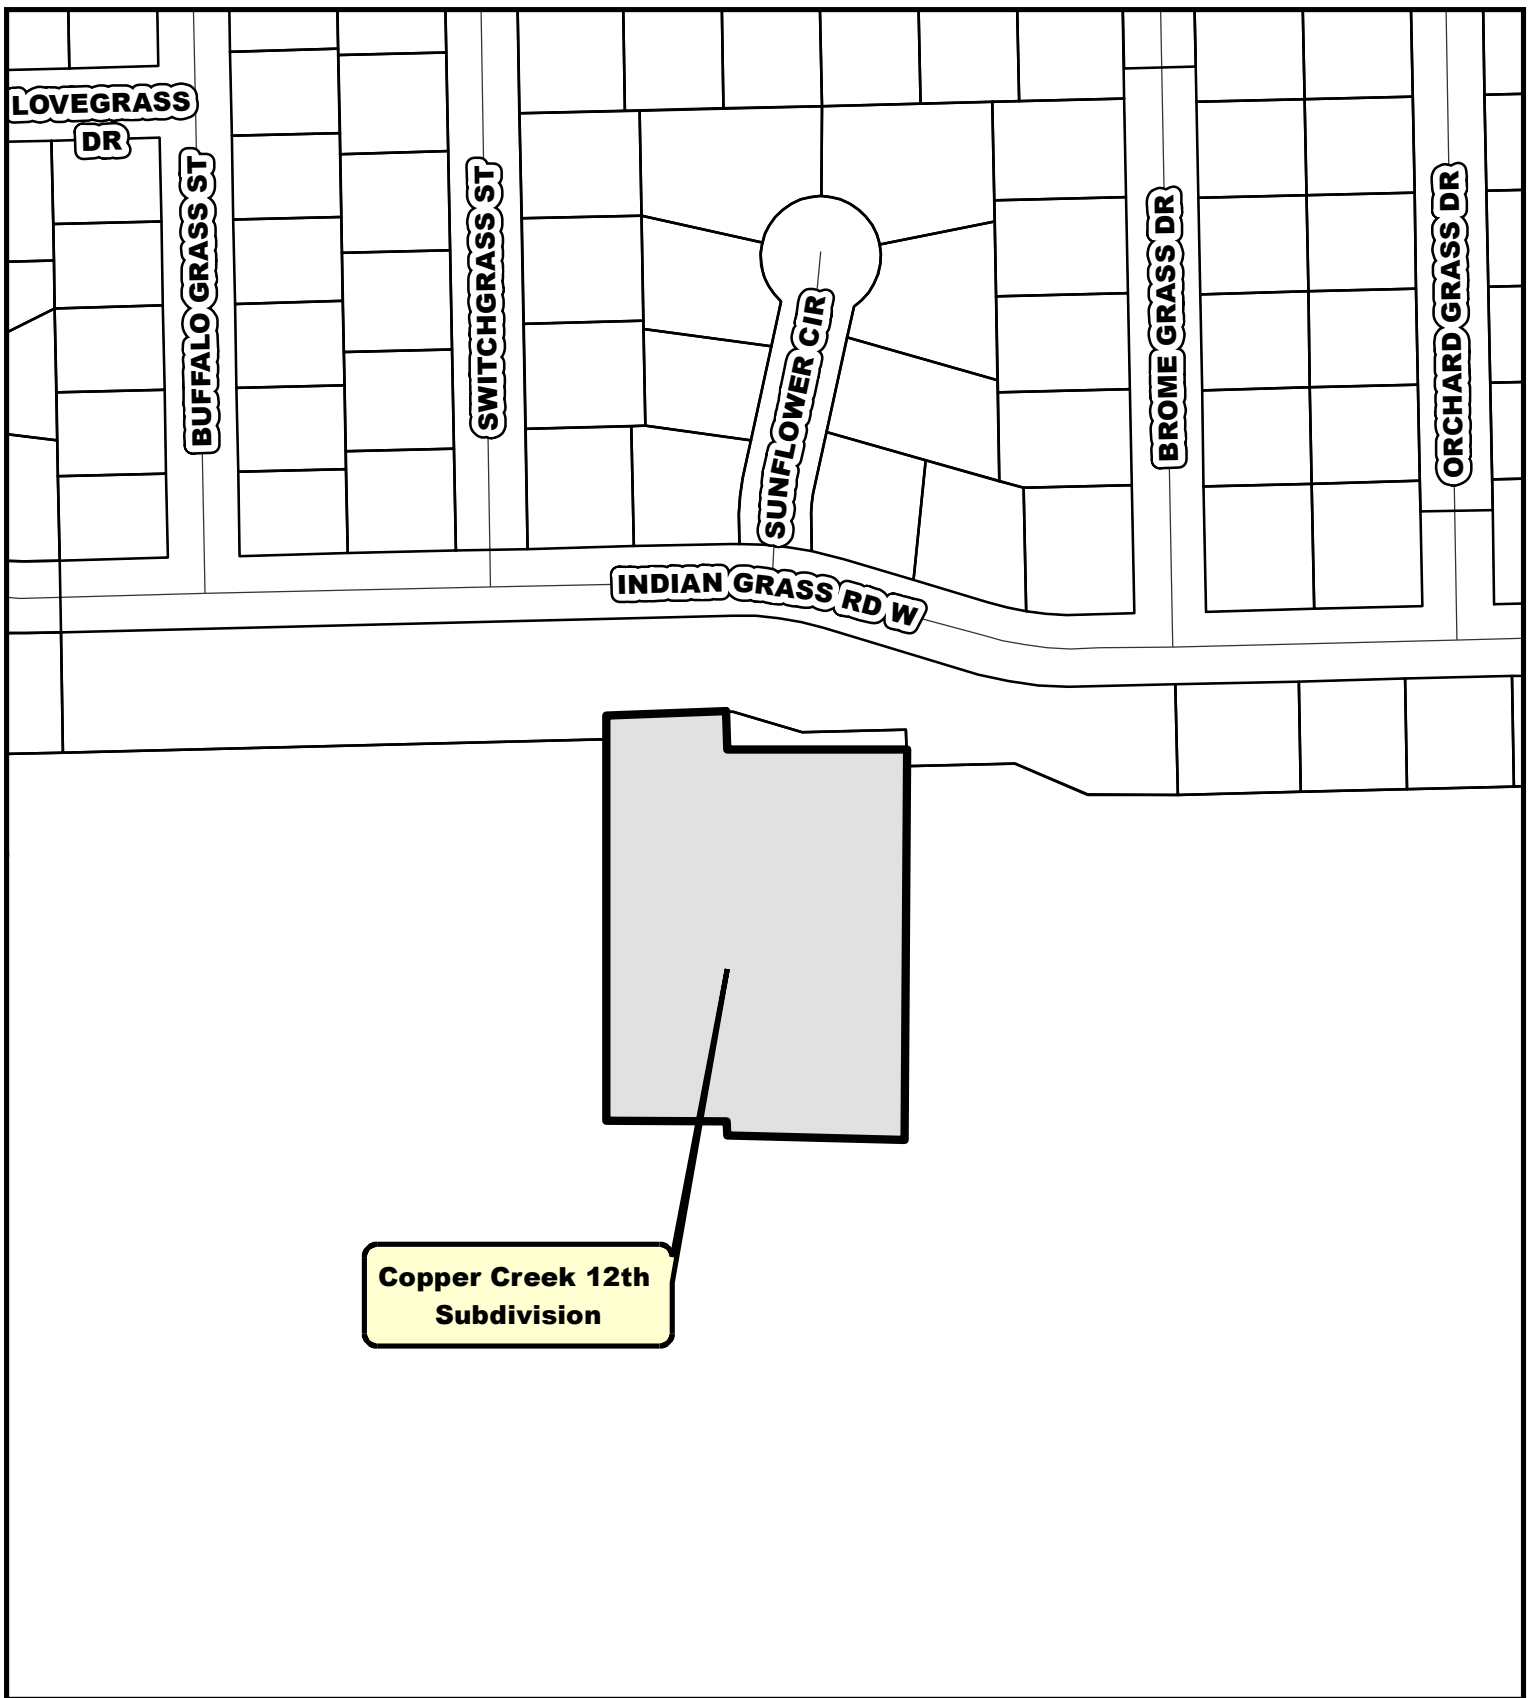 LOVEGRASS
DR
BUFFALO GRASS ST
SWITCHGRASS ST
SUNFLOWER CIR
BROME GRASS DR
ORCHARD GRASS DR
INDIAN GRASS RD W
Copper Creek 12th
Subdivision